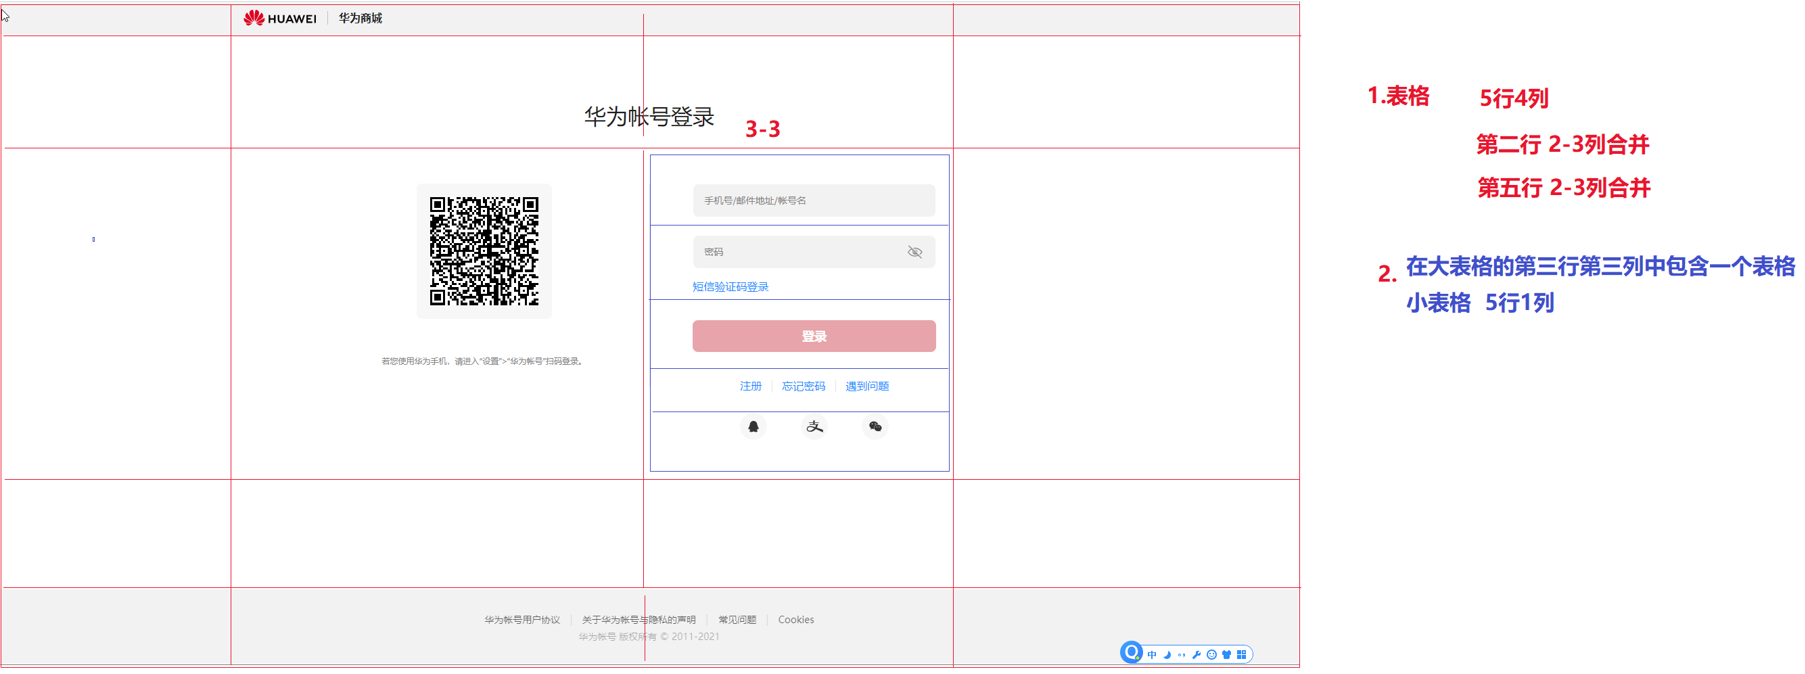 HUAWEI 华为商城
华为帐号登录
3-3
手机号/邮件地址/帐号名
密码
短信验证码登录
登录
若您使用华为手机，请进入"设置">"华为帐号"扫码登录。
注册 忘记密码 遇到问题
支
华为帐号用户协议 关于华为帐号与隐私的声明 常见问题 Cookies
华为帐号 版权所有 © 2011-2021
中
1.表格 5行4列
第二行 2-3列合并
第五行 2-3列合并
2. 在大表格的第三行第三列中包含一个表格
小表格 5行1列